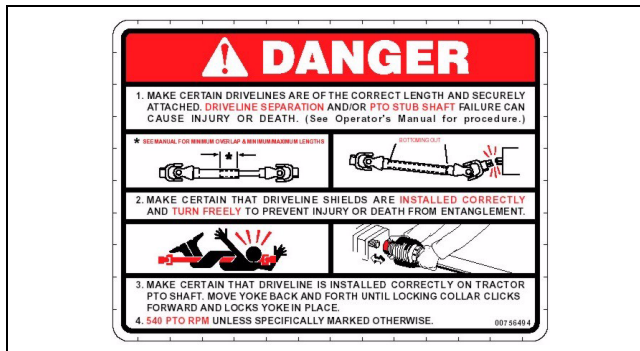 DANGER
1. MAKE CERTAIN DRIVELINES ARE OF THE CORRECT LENGTH AND SECURELY
ATTACHED. DRIVELINE SEPARATION AND/OR PTO STUB SHAFT FAILURE CAN
CAUSE INJURY OR DEATH. (See Operator's Manual for procedure.)
* SEE MANUAL FOR MINIMUM OVERLAP & MINIMUM/MAXIMUM LENGTHS
*
BOTTOMING OUT
2. MAKE CERTAIN THAT DRIVELINE SHIELDS ARE INSTALLED CORRECTLY
AND TURN FREELY TO PREVENT INJURY OR DEATH FROM ENTANGLEMENT.
3. MAKE CERTAIN THAT DRIVELINE IS INSTALLED CORRECTLY ON TRACTOR
PTO SHAFT. MOVE YOKE BACK AND FORTH UNTIL LOCKING COLLAR CLICKS
FORWARD AND LOCKS YOKE IN PLACE.
4. 540 PTO RPM UNLESS SPECIFICALLY MARKED OTHERWISE.
00756494